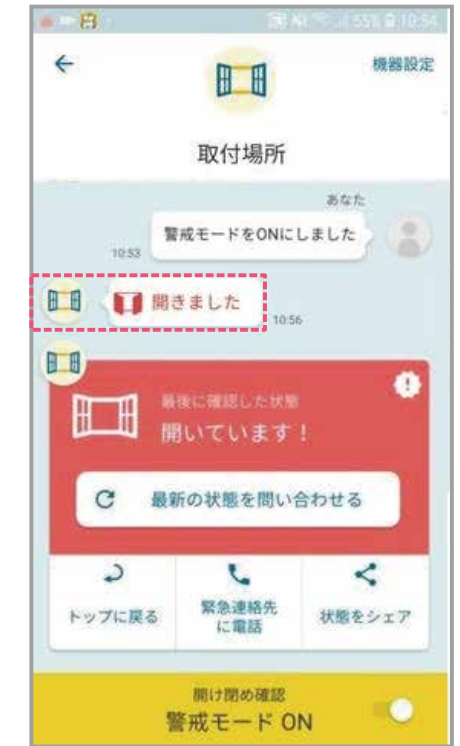 55% 10:54
機器設定
取付場所
あなた
警戒モードをONにしました
10:53
開きました
10:56
最後に確認した状態
開いています!
最新の状態を問い合わせる
トップに戻る
緊急連絡先
に電話
状態をシェア
開け閉め確認
警戒モード ON